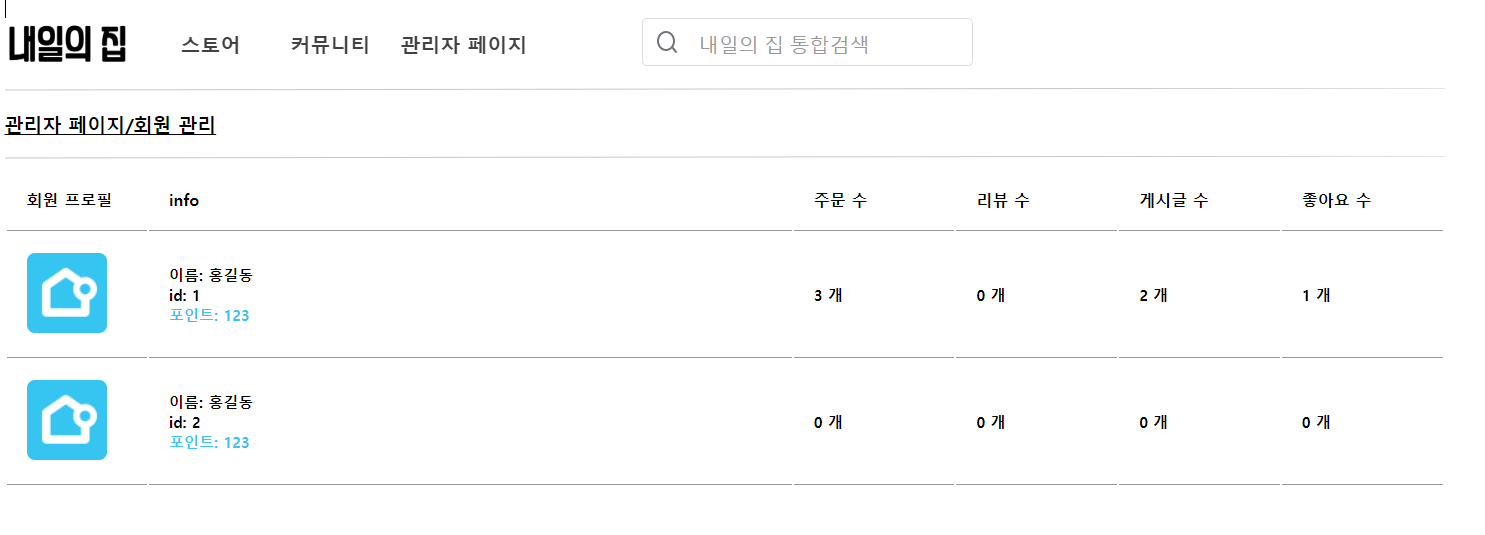 내일의 집 스토어 커뮤니티 관리자 페이지 내일의 집 통합검색
관리자 페이지/회원 관리
회원 프로필 info 주문 수 리뷰 수 게시글 수 좋아요 수
이름: 홍길동
id: 1 3 개 0 개 2 개 1 개
포인트: 123
이름: 홍길동
id: 2 0 개 0 개 0 개 0 개
포인트: 123